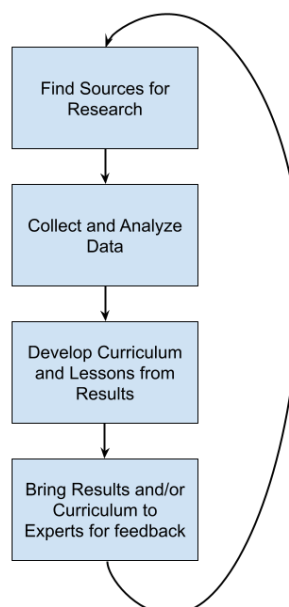 Find Sources for
Research
Collect and Analyze
Data
Develop Curriculum
and Lessons from
Results
Bring Results and/or
Curriculum to
Experts for feedback